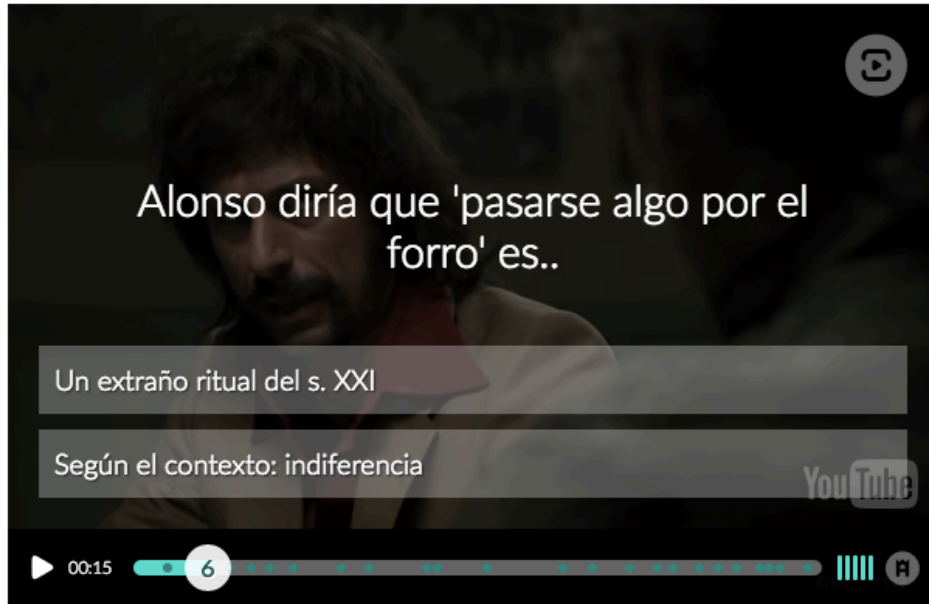 Alonso diría que 'pasarse algo por el
forro' es..
Un extraño ritual del s. XXI
Según el contexto: indiferencia
YouTube
00:15
6